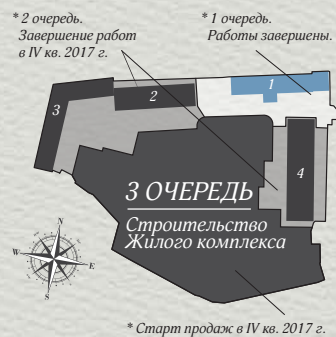 * 2 очередь.
Завершение работ
в IV кв. 2017 г.
* 1 очередь.
Работы завершены.
1
2
3
4
3 ОЧЕРЕДЬ
Строительство
Жилого комплекса
N
W
E
S
* Старт продаж в IV кв. 2017 г.